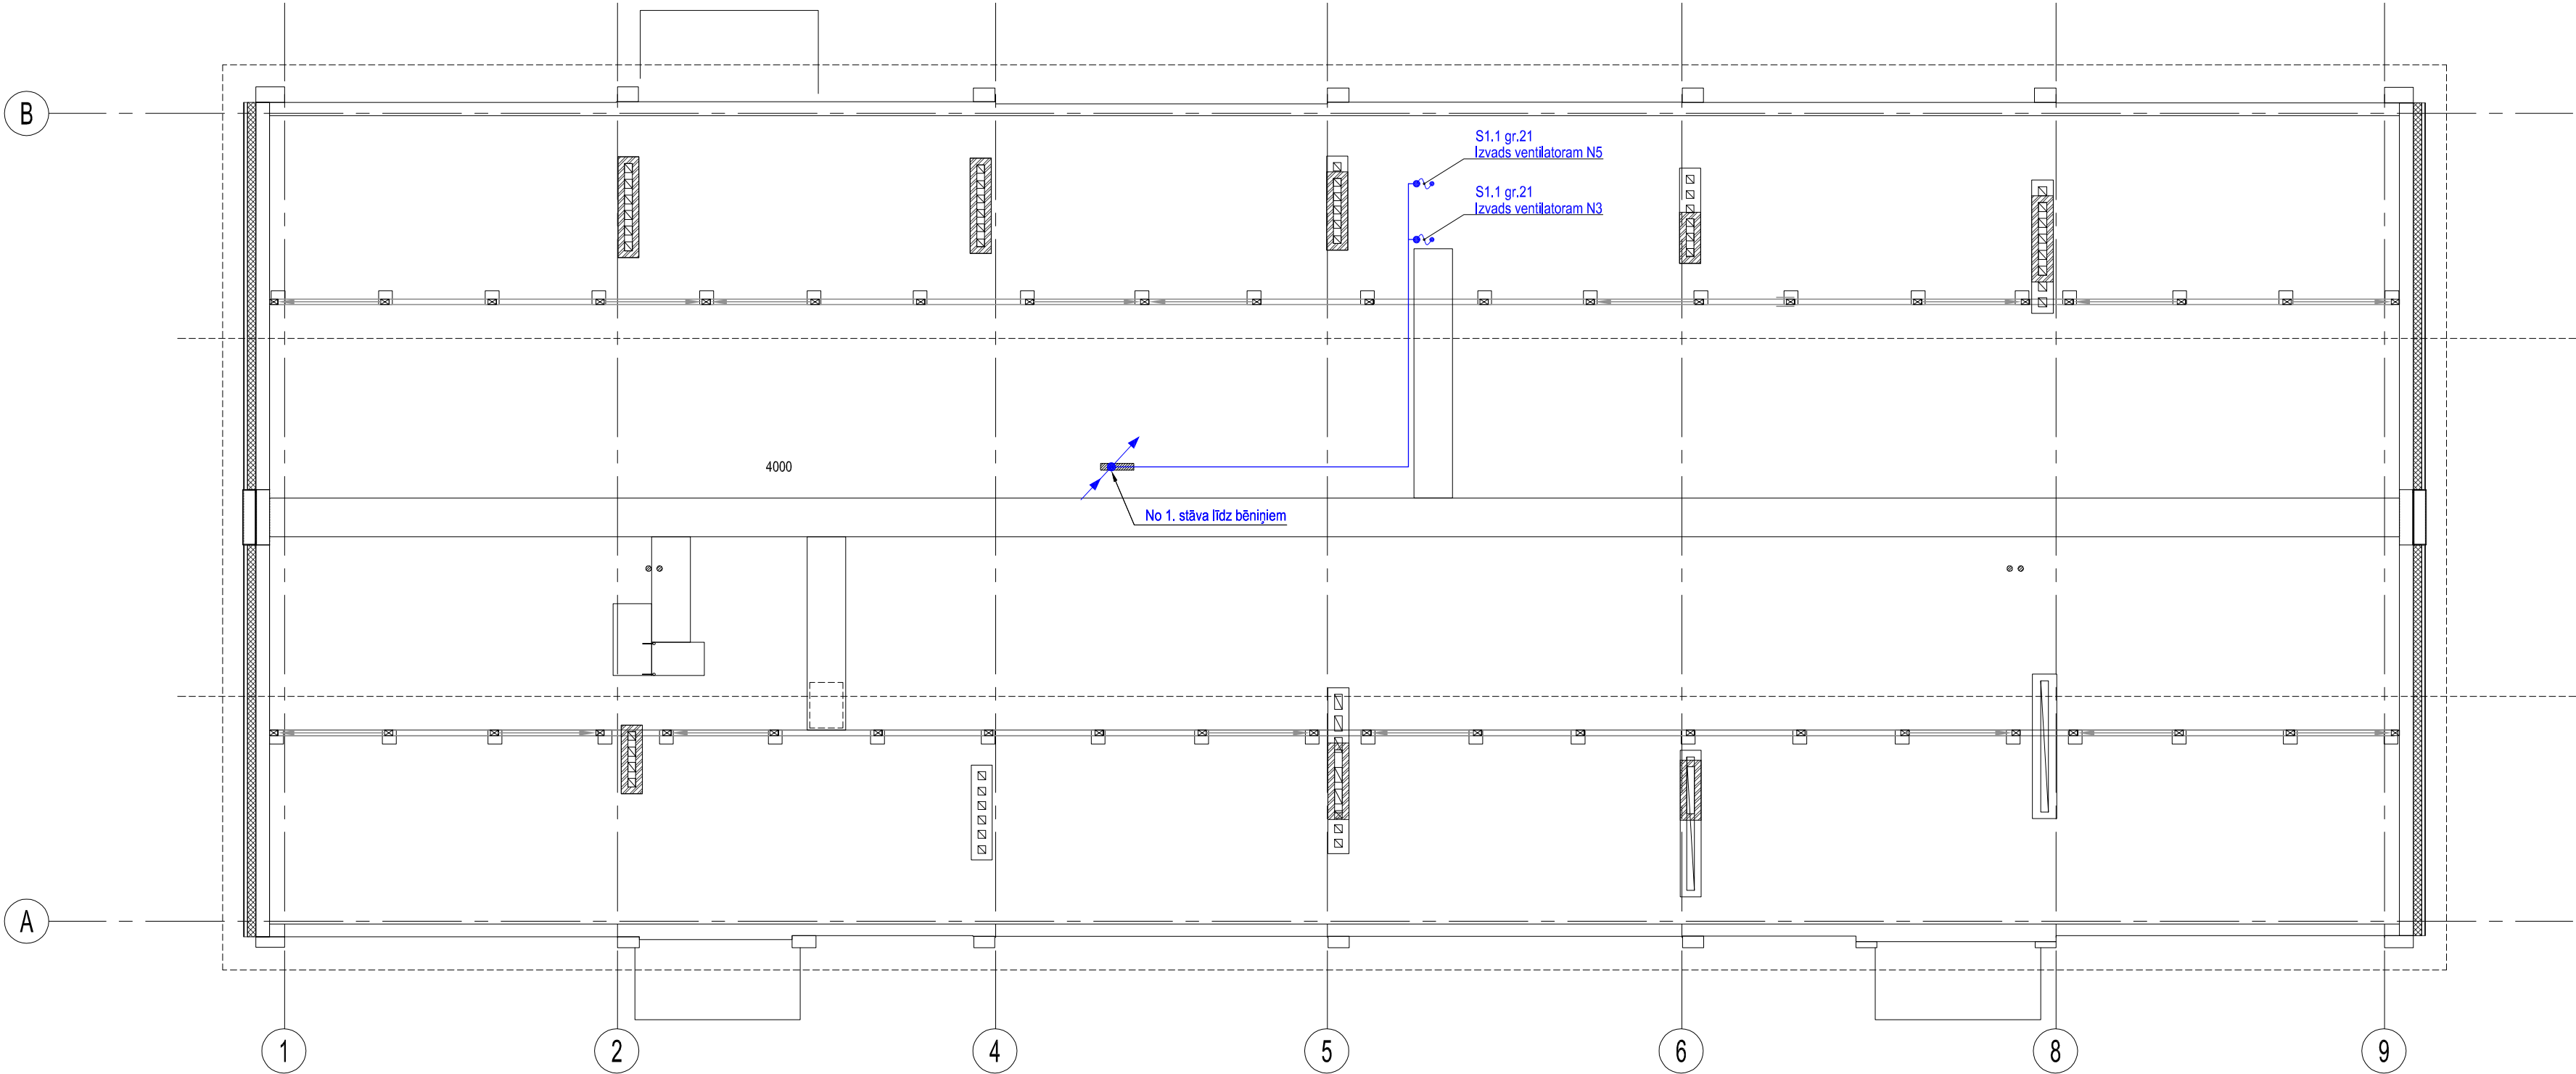 B
S1.1 gr.21
Izvads ventilatoram N5
S1.1 gr.21
Izvads ventilatoram N3
4000
No 1. stāva līdz bēniņiem
A
1
2
4
5
6
8
9